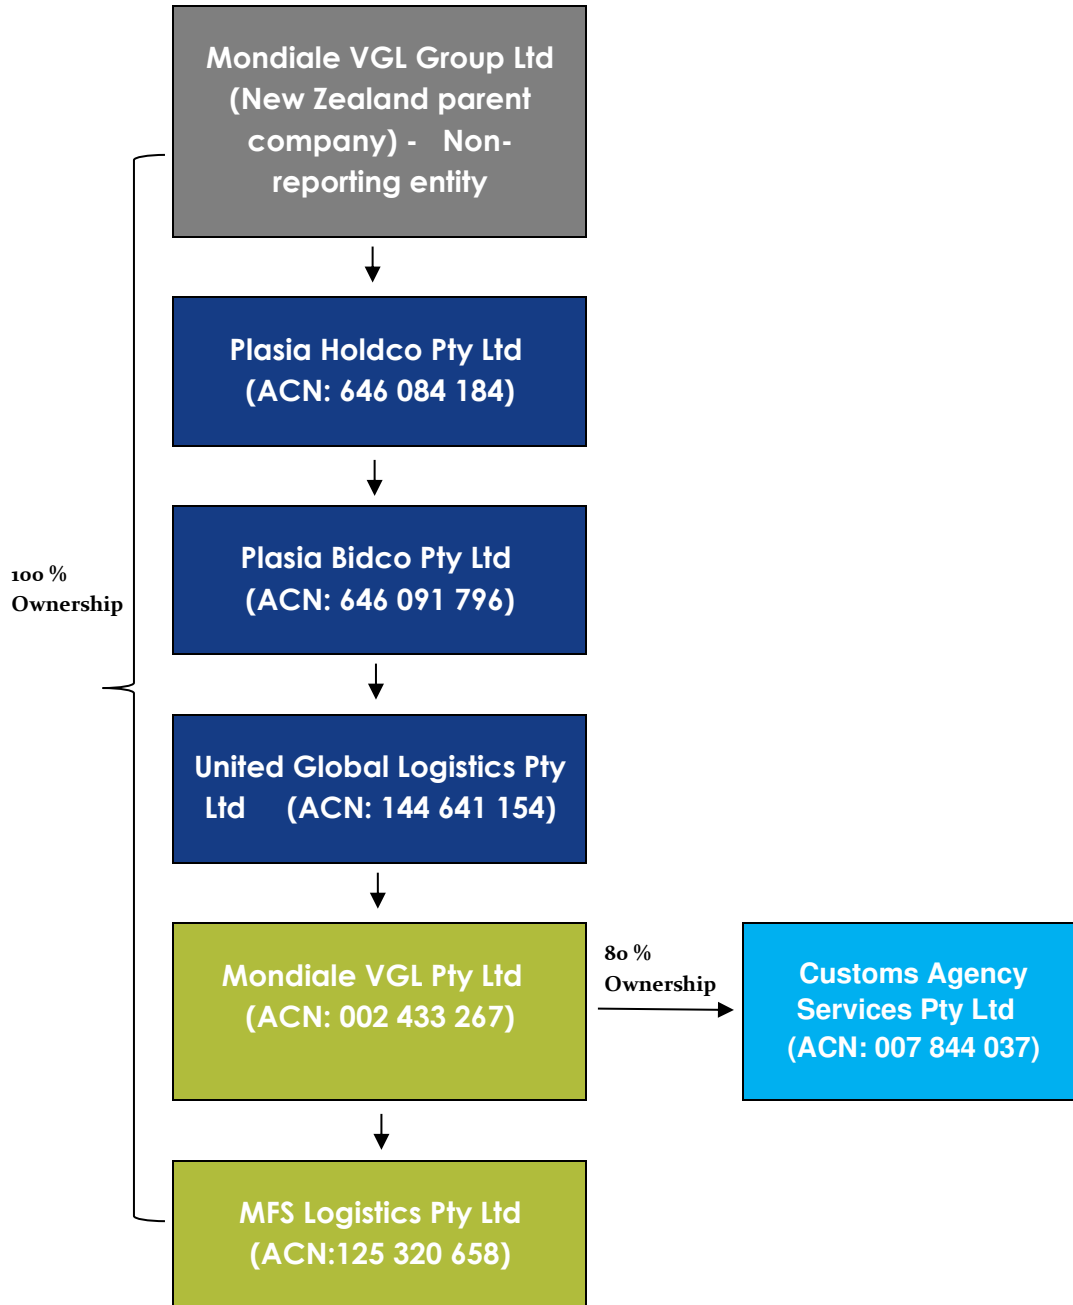 Mondiale VGL Group Ltd
(New Zealand parent
company) - Non-
reporting entity
Plasia Holdco Pty Ltd
(ACN: 646 084 184)
Plasia Bidco Pty Ltd
(ACN: 646 091 796)
100 %
Ownership
United Global Logistics Pty
Ltd (ACN: 144 641 154)
Mondiale VGL Pty Ltd
(ACN: 002 433 267)
80 %
Ownership
Customs Agency
Services Pty Ltd
(ACN: 007 844 037)
MFS Logistics Pty Ltd
(ACN:125 320 658)